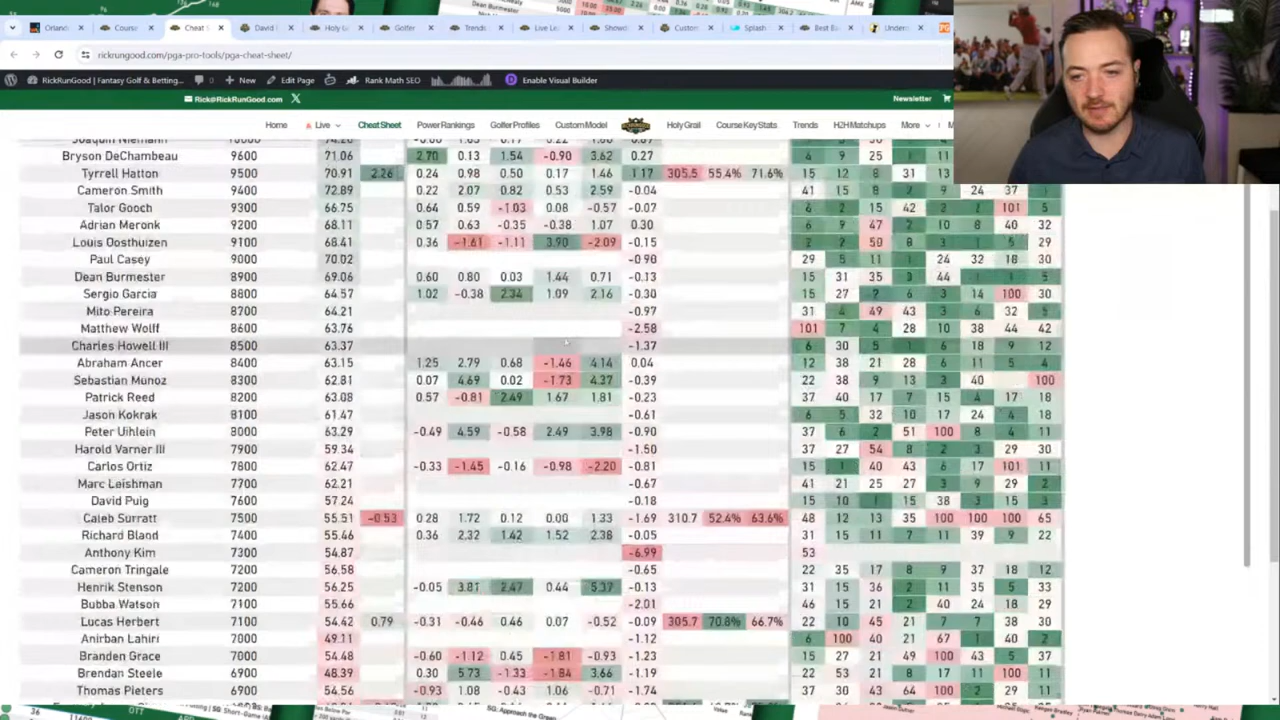 Orlando
Course
Cheat S
David
Holy G
Golfer
Trends
Live Le
Showd
Custom
Splash
Best Ba
Under
rickrungood.com/pga-pro-tools/pga-cheat-sheet/
RickRunGood | Fantasy Golf & Betting... 0 New Edit Page Rank Math SEO Enable Visual Builder
Rick@RickRunGood.com Newsletter
Home Live Cheat Sheet Power Rankings Golfer Profiles Custom Model Holy Grail Course Key Stats Trends H2H Matchups More
Bryson DeChambeau 9600 71.06 2.70 0.13 1.54 -0.90 3.62 0.27 4 9 25 1 11
Tyrrell Hatton 9500 70.91 2.26 0.24 0.98 0.50 0.17 1.46 1.17 305.5 55.4% 71.6% 15 12 8 31 13
Cameron Smith 9400 72.89 0.22 2.07 0.82 0.53 2.59 -0.04 41 15 8 2 9 24 37 1
Talor Gooch 9300 66.75 0.64 0.59 -1.03 0.08 -0.57 -0.07 6 2 15 42 2 2 101 5
Adrian Meronk 9200 68.51 0.57 0.63 -0.35 -0.38 1.07 0.30 6 9 47 2 10 8 40 32
Louis Oosthuizen 9100 68.41 0.36 -1.61 -1.11 3.90 -2.09 -0.15 2 2 50 8 3 1 5 29
Paul Casey 9000 70.02 -0.90 29 5 11 1 24 32 18 30
Dean Burmester 8900 69.06 0.60 0.80 0.03 1.44 0.71 -0.13 15 31 35 3 44 1 1 5
Sergio Garcia 8800 64.57 1.02 -0.38 2.34 1.09 2.16 -0.30 15 27 2 6 3 14 100 30
Mito Pereira 8700 64.21 -0.97 31 4 49 43 3 6 32 5
Matthew Wolff 8600 63.76 -2.58 101 7 4 28 10 38 44 42
Charles Howell III 8500 63.37 -1.37 6 30 5 1 6 18 9 12
Abraham Ancer 8400 63.15 1.25 2.79 0.68 -1.46 4.14 0.04 12 38 21 28 6 11 5 4
Sebastian Munoz 8300 62.81 0.07 4.69 0.02 -1.73 4.37 -0.39 22 38 9 13 3 40 100
Patrick Reed 8200 63.08 0.57 -0.81 2.49 1.67 1.81 -0.23 37 40 17 7 15 4 17 18
Jason Kokrak 8100 61.47 -0.61 6 5 32 10 17 24 4 18
Peter Uihlein 8000 63.29 -0.49 4.59 -0.58 2.49 3.98 -0.90 37 6 2 51 100 8 4 11
Harold Varner III 7900 59.34 -1.50 37 27 54 8 2 3 29 30
Carlos Ortiz 7800 62.47 -0.33 -1.45 -0.16 -0.98 -2.20 -0.81 15 1 40 43 6 17 101 11
Marc Leishman 7700 62.21 -0.67 41 21 25 27 3 9 29 2
David Puig 7600 57.24 -0.18 15 10 1 15 38 3 15 3
Caleb Surratt 7500 55.51 -0.53 0.28 1.72 0.12 0.00 1.33 -1.69 310.7 52.4% 63.6% 48 12 13 35 100 100 100 65
Richard Bland 7400 55.46 0.36 2.32 1.42 1.52 2.38 -0.05 31 15 11 7 11 39 9 22
Anthony Kim 7300 54.87 -6.99 53
Cameron Tringale 7200 56.58 -0.65 22 35 17 8 9 37 18 12
Henrik Stenson 7200 56.25 -0.05 3.81 2.47 0.44 5.37 -0.13 31 15 36 2 11 35 5 33
Bubba Watson 7100 55.66 -2.01 46 15 21 2 40 24 18 29
Lucas Herbert 7100 54.42 0.79 -0.31 -0.46 0.46 0.07 -0.52 -0.09 305.7 70.8% 66.7% 22 10 45 21 7 7 38 30
Anirban Lahiri 7000 49.11 -1.12 6 100 40 21 67 1 40 2
Branden Grace 7000 54.48 -0.60 -1.12 0.45 -1.81 -0.93 -1.23 15 27 21 49 100 43 5 37
Brendan Steele 6900 48.39 -0.30 5.73 -1.33 -1.84 3.66 -1.19 22 53 21 8 17 11 100 11
Thomas Pieters 6900 54.56 -0.93 1.08 -0.43 1.06 -0.71 -1.74 37 30 43 64 100 2 29 11